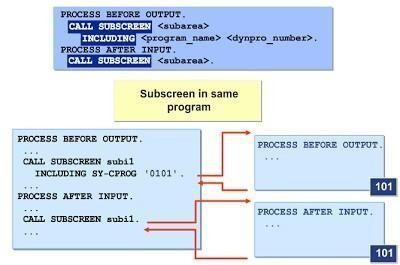 PROCESS BEFORE OUTPUT.
CALL SUBSCREEN <subarea>
INCLUDING <program_name> <dynpro_number>.
PROCESS AFTER INPUT.
CALL SUBSCREEN <subarea>.
Subscreen in same
program
PROCESS BEFORE OUTPUT.
...
CALL SUBSCREEN subi1
INCLUDING SY-CPROG '0101'.
...
PROCESS AFTER INPUT.
...
CALL SUBSCREEN subi1.
...
PROCESS BEFORE OUTPUT.
...
101
PROCESS AFTER INPUT.
...
101